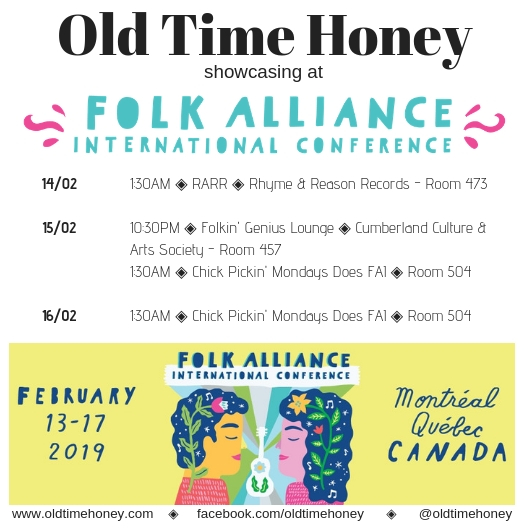 Old Time Honey
showcasing at
FOLK ALLIANCE
INTERNATIONAL CONFERENCE
14/02 1:30AM ◈ RARR ◈ Rhyme & Reason Records - Room 473
15/02 10:30PM ◈ Folkin' Genius Lounge ◈ Cumberland Culture &
Arts Society - Room 457
1:30AM ◈ Chick Pickin' Mondays Does FAI ◈ Room 504
16/02 1:30AM ◈ Chick Pickin' Mondays Does FAI ◈ Room 504
FOLK ALLIANCE
INTERNATIONAL CONFERENCE
FEBRUARY
13-17
2019
Montréal
Québec
CANADA
www.oldtimehoney.com ◈ facebook.com/oldtimehoney ◈ @oldtimehoney